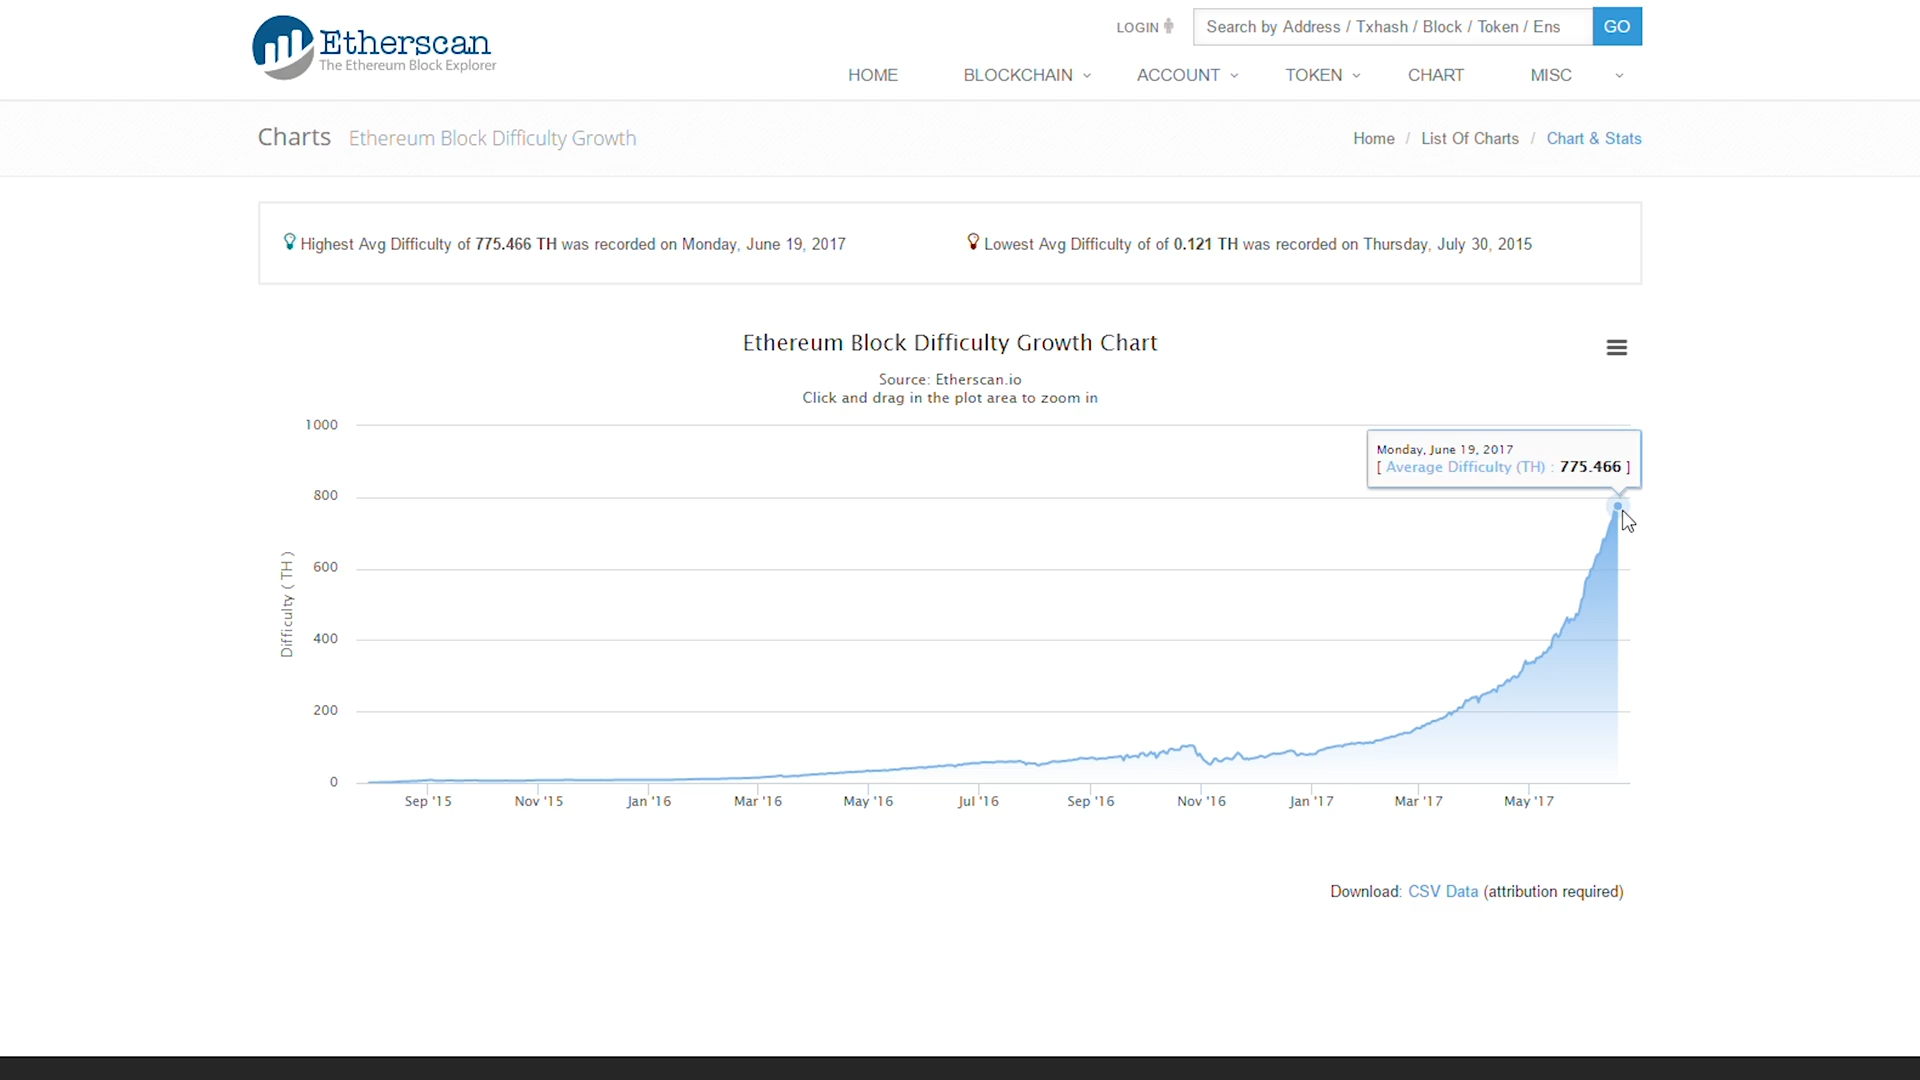 Etherscan
The Ethereum Block Explorer
LOGIN
Search by Address / Txhash / Block / Token / Ens
GO
HOME
BLOCKCHAIN
ACCOUNT
TOKEN
CHART
MISC
Charts Ethereum Block Difficulty Growth
Home / List Of Charts / Chart & Stats
Highest Avg Difficulty of 775.466 TH was recorded on Monday, June 19, 2017
Lowest Avg Difficulty of of 0.121 TH was recorded on Thursday, July 30, 2015
Ethereum Block Difficulty Growth Chart
Source: Etherscan.io
Click and drag in the plot area to zoom in
Monday, June 19, 2017
[ Average Difficulty (TH) : 775.466 ]
Difficulty ( TH )
1000
800
600
400
200
0
Sep '15
Nov '15
Jan '16
Mar '16
May '16
Jul '16
Sep '16
Nov '16
Jan '17
Mar '17
May '17
Download: CSV Data (attribution required)